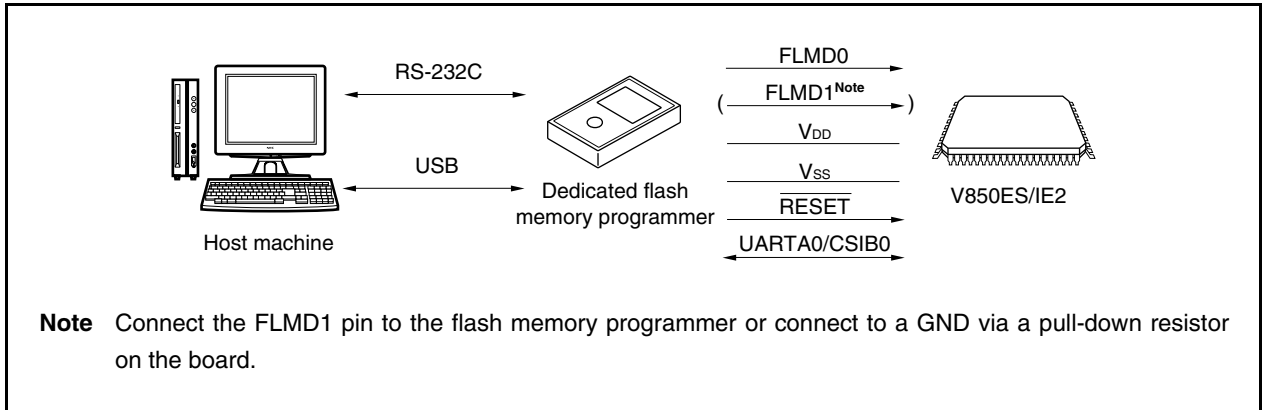 RS-232C
USB
Host machine
Dedicated flash
memory programmer
FLMD0
( FLMD1Note )
VDD
VSS
RESET
UARTA0/CSIB0
V850ES/IE2
Note Connect the FLMD1 pin to the flash memory programmer or connect to a GND via a pull-down resistor
on the board.